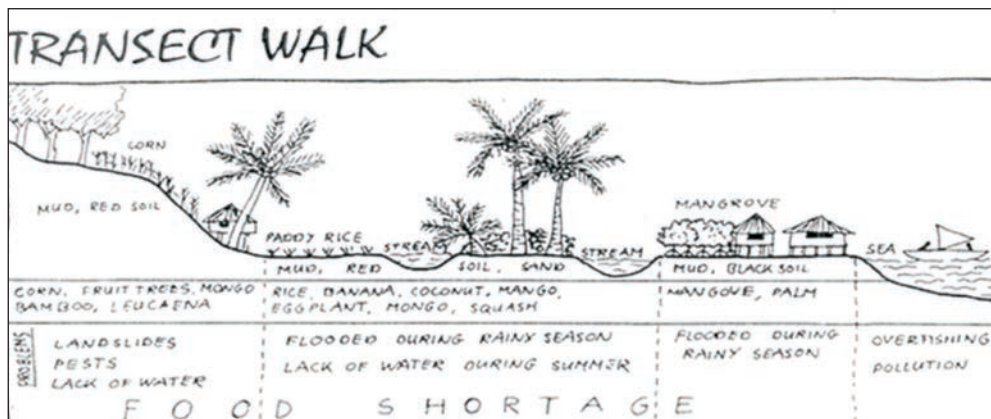 TRANSECT WALK
CORN
MUD, RED SOIL
PADDY RICE
STREAM
MUD, RED SOIL, SAND
STREAM
MANGROVE
MUD, BLACK SOIL
SEA
CORN, FRUIT TREES, MONGO
BAMBOO, LEUCAENA
RICE, BANANA, COCONUT, MANGO,
EGGPLANT, MONGO, SQUASH
MANGOVE, PALM
PROBLEMS
LANDSLIDES
PESTS
LACK OF WATER
FLOODED DURING RAINY SEASON
LACK OF WATER DURING SUMMER
FLOODED DURING
RAINY SEASON
OVERFISHING
POLLUTION
FOOD SHORTAGE